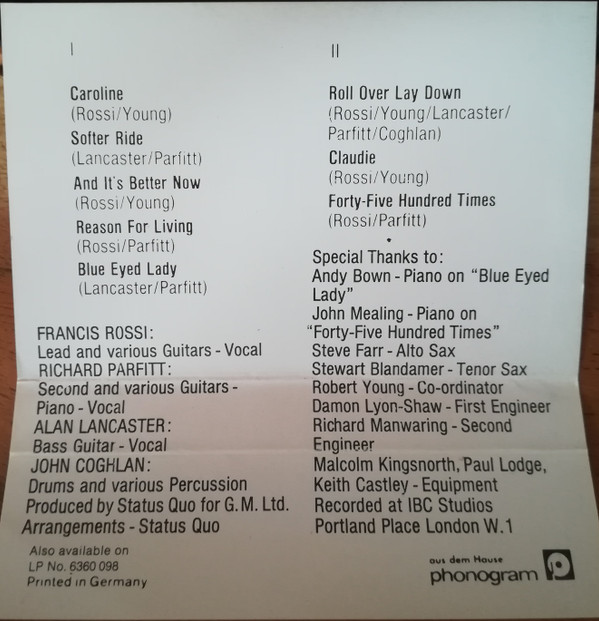 I
Caroline
(Rossi/Young)
Softer Ride
(Lancaster/Parfitt)
And It's Better Now
(Rossi/Young)
Reason For Living
(Rossi/Parfitt)
Blue Eyed Lady
(Lancaster/Parfitt)
FRANCIS ROSSI:
Lead and various Guitars - Vocal
RICHARD PARFITT:
Second and various Guitars -
Piano - Vocal
ALAN LANCASTER:
Bass Guitar - Vocal
JOHN COGHLAN:
Drums and various Percussion
Produced by Status Quo for G.M. Ltd.
Arrangements - Status Quo
Also available on
LP No. 6360 098
Printed in Germany
II
Roll Over Lay Down
(Rossi/Young/Lancaster/
Parfitt/Coghlan)
Claudie
(Rossi/Young)
Forty-Five Hundred Times
(Rossi/Parfitt)
Special Thanks to:
Andy Bown - Piano on "Blue Eyed
Lady"
John Mealing - Piano on
"Forty-Five Hundred Times"
Steve Farr - Alto Sax
Stewart Blandamer - Tenor Sax
Robert Young - Co-ordinator
Damon Lyon-Shaw - First Engineer
Richard Manwaring - Second
Engineer
Malcolm Kingsnorth, Paul Lodge,
Keith Castley - Equipment
Recorded at IBC Studios
Portland Place London W.1
aus dem House
phonogram